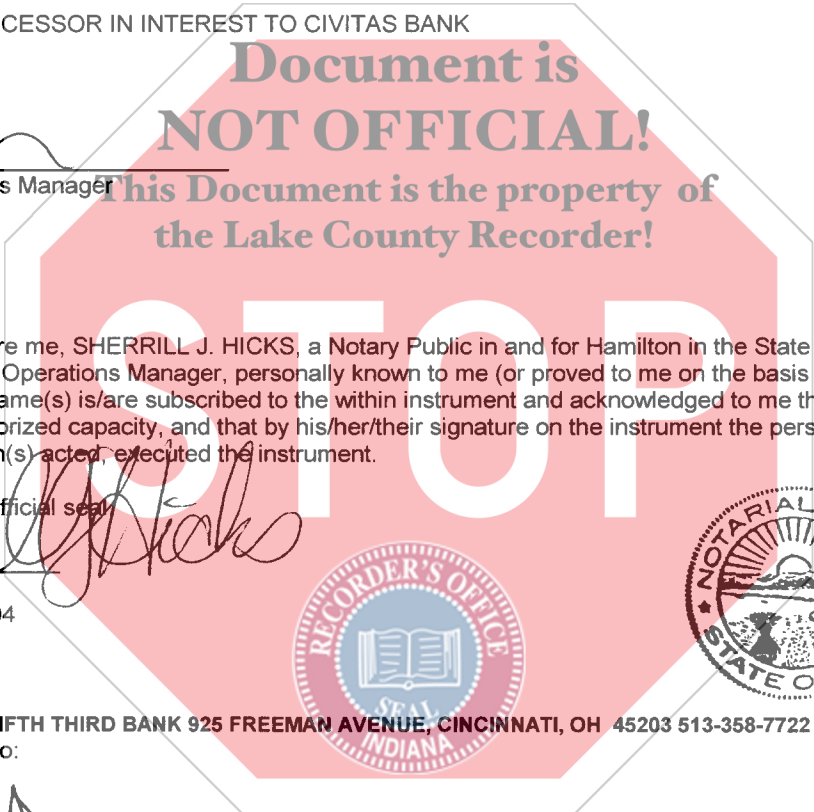 CESSOR IN INTEREST TO CIVITAS BANK
Document is
NOT OFFICIAL!
s Manager
This Document is the property of
the Lake County Recorder!
STOP
re me, SHERRILL J. HICKS, a Notary Public in and for Hamilton in the State
Operations Manager, personally known to me (or proved to me on the basis
ame(s) is/are subscribed to the within instrument and acknowledged to me th
orized capacity, and that by his/her/their signature on the instrument the pers
n(s) acted, executed the instrument.
fficial seal
Hicks
NOTARIAL
STATE O
RECORDER'S OFFICE
SEAL
INDIANA
04
IFTH THIRD BANK 925 FREEMAN AVENUE, CINCINNATI, OH 45203 513-358-7722
o: